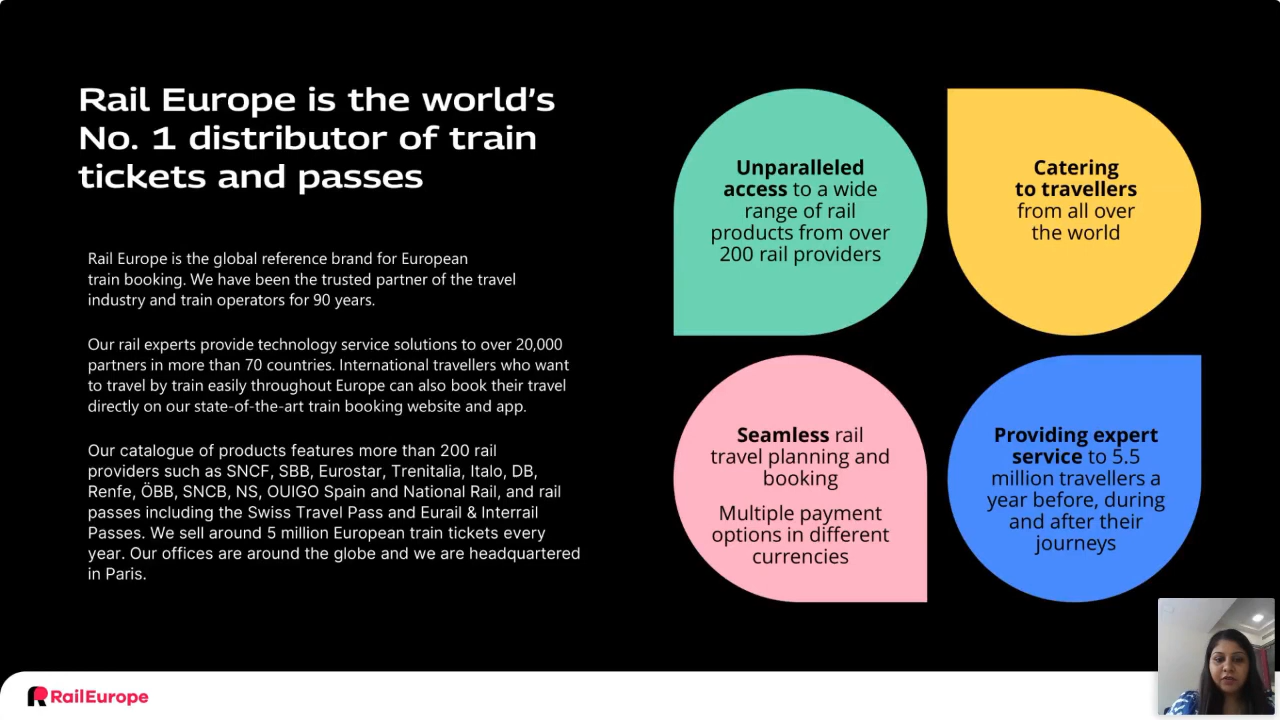 Rail Europe is the world's
No. 1 distributor of train
tickets and passes
Rail Europe is the global reference brand for European
train booking. We have been the trusted partner of the travel
industry and train operators for 90 years.
Our rail experts provide technology service solutions to over 20,000
partners in more than 70 countries. International travellers who want
to travel by train easily throughout Europe can also book their travel
directly on our state-of-the-art train booking website and app.
Our catalogue of products features more than 200 rail
providers such as SNCF, SBB, Eurostar, Trenitalia, Italo, DB,
Renfe, ÖBB, SNCB, NS, OUIGO Spain and National Rail, and rail
passes including the Swiss Travel Pass and Eurail & Interrail
Passes. We sell around 5 million European train tickets every
year. Our offices are around the globe and we are headquartered
in Paris.
Unparalleled
access to a wide
range of rail
products from over
200 rail providers
Catering
to travellers
from all over
the world
Seamless rail
travel planning and
booking
Multiple payment
options in different
currencies
Providing expert
service to 5.5
million travellers a
year before, during
and after their
journeys
RailEurope